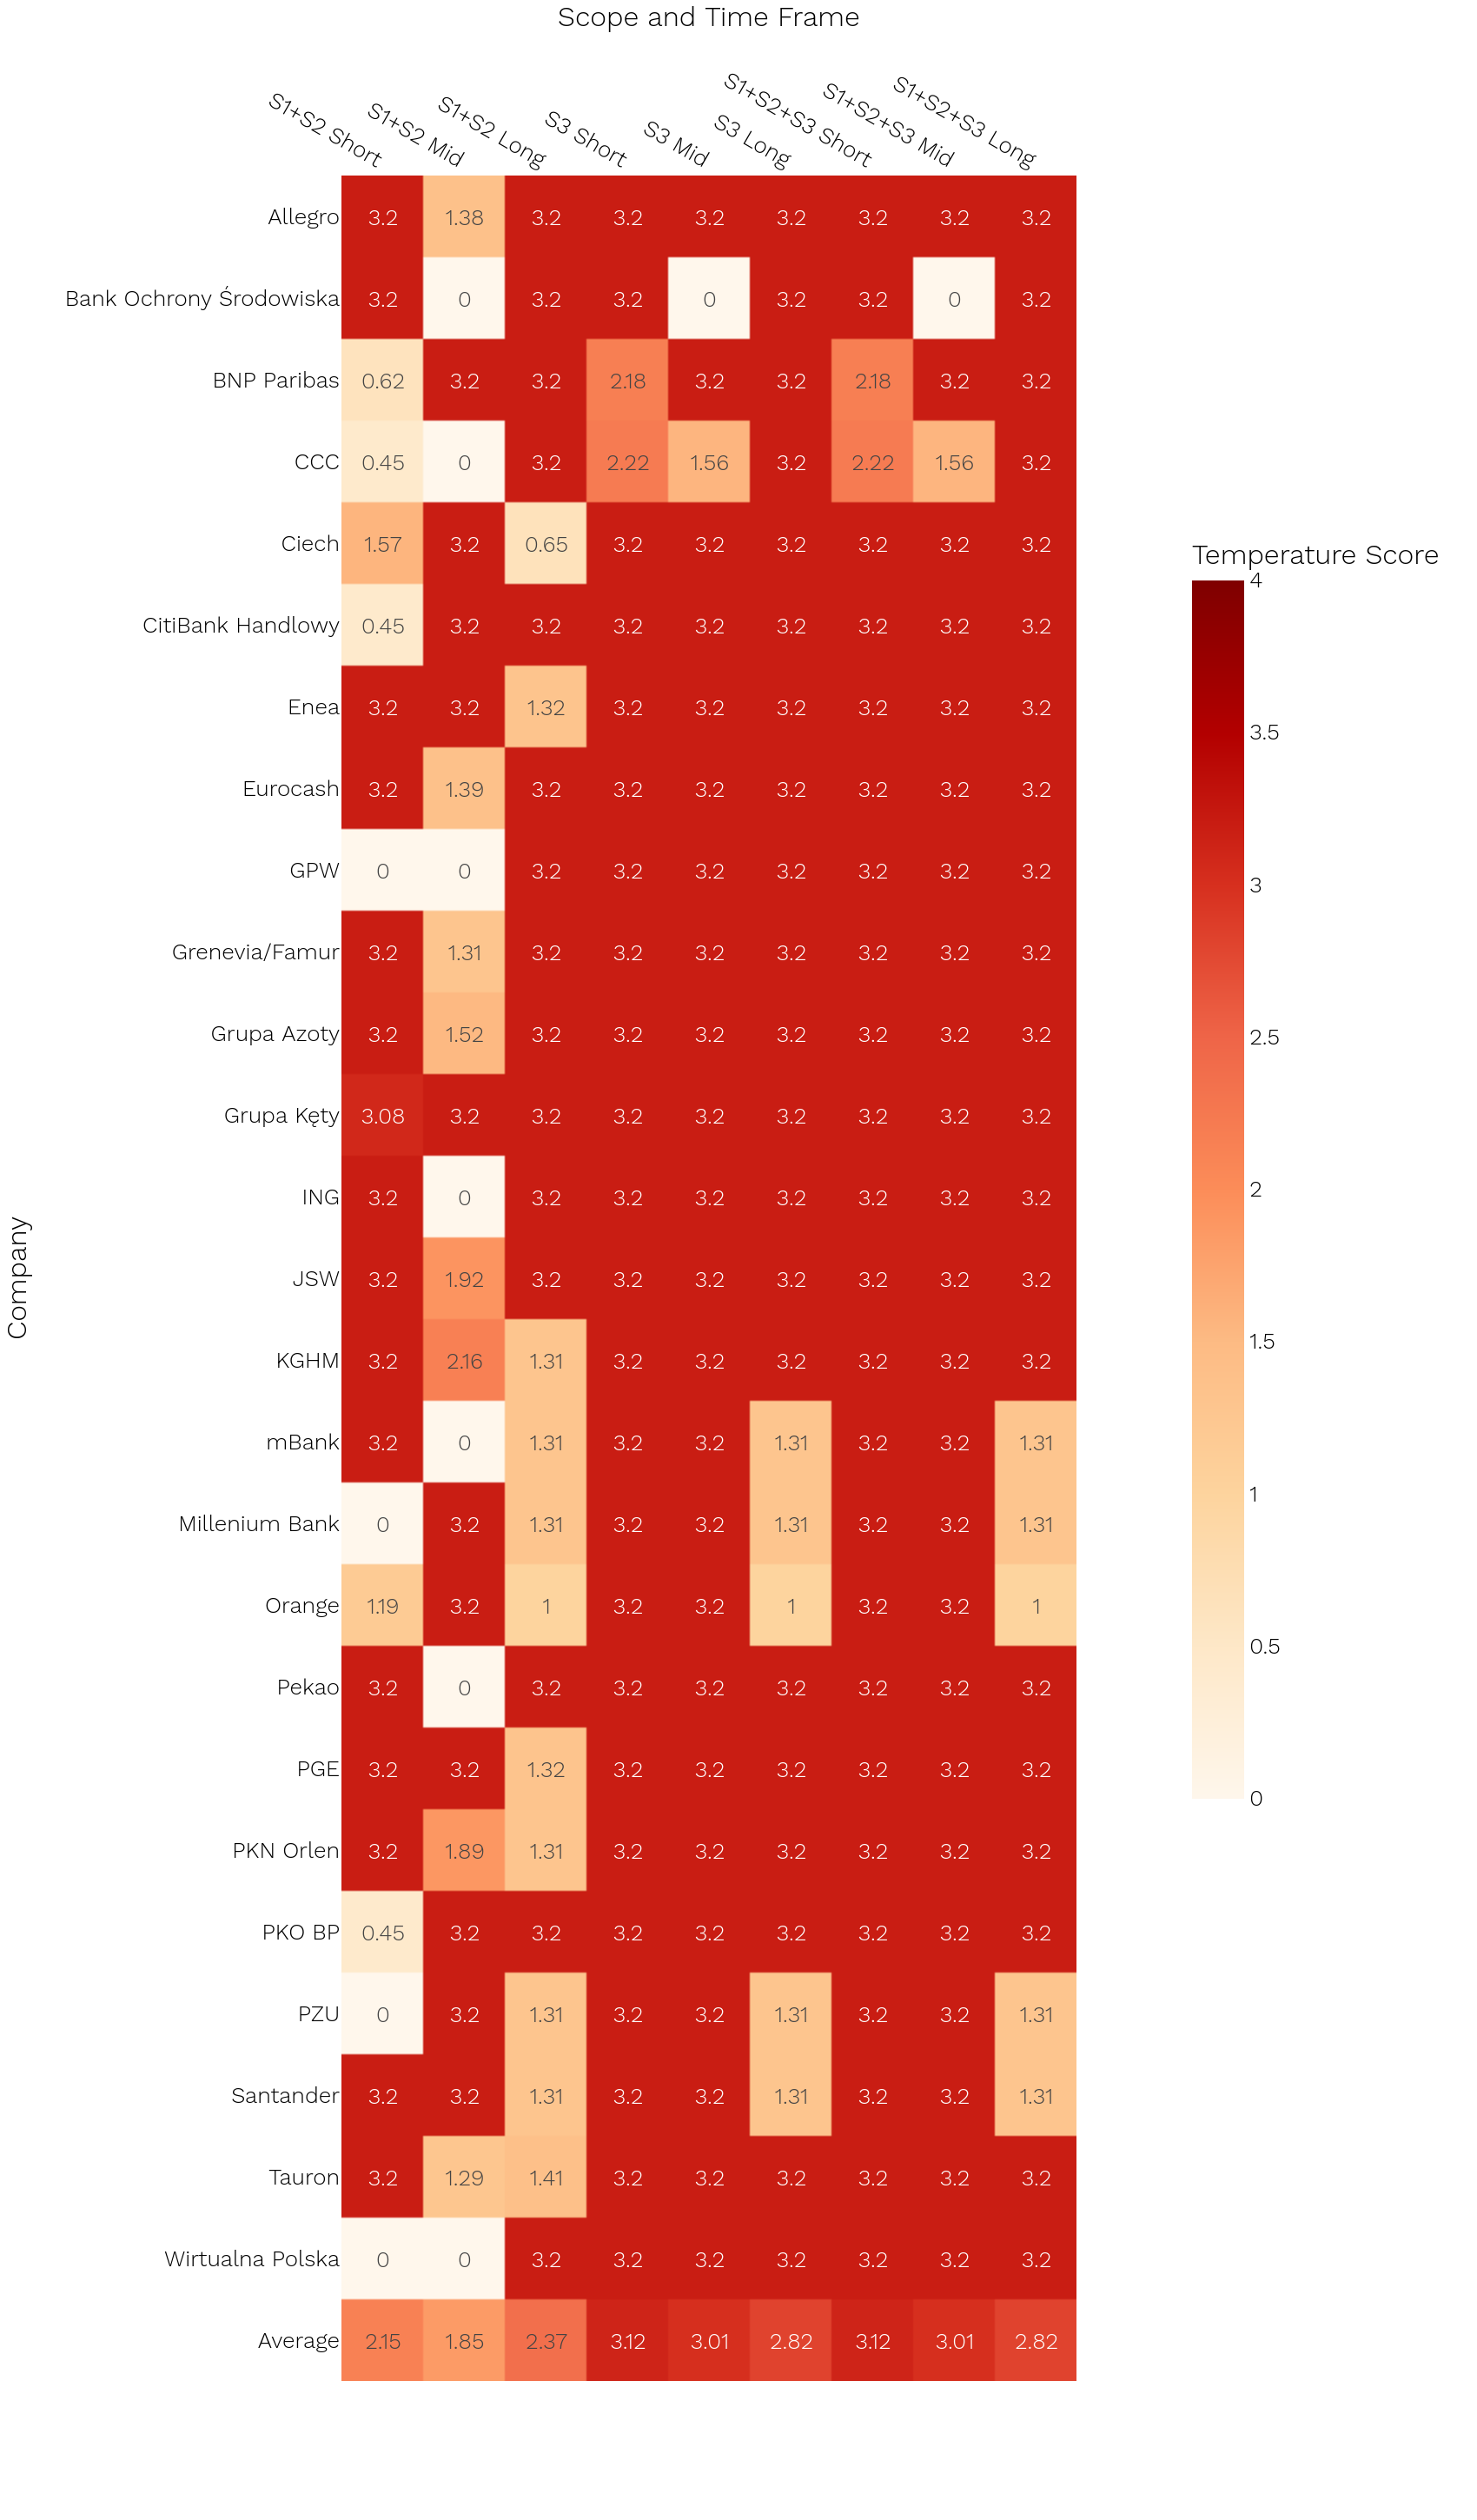 Scope and Time Frame
S1+S2 Short
S1+S2 Mid
S1+S2 Long
S3 Short
S3 Mid
S3 Long
S1+S2+S3 Short
S1+S2+S3 Mid
S1+S2+S3 Long
Allegro 3.2 1.38 3.2 3.2 3.2 3.2 3.2 3.2 3.2
Bank Ochrony Środowiska 3.2 0 3.2 3.2 0 3.2 3.2 0 3.2
BNP Paribas 0.62 3.2 3.2 2.18 3.2 3.2 2.18 3.2 3.2
CCC 0.45 0 3.2 2.22 1.56 3.2 2.22 1.56 3.2
Ciech 1.57 3.2 0.65 3.2 3.2 3.2 3.2 3.2 3.2
CitiBank Handlowy 0.45 3.2 3.2 3.2 3.2 3.2 3.2 3.2 3.2
Enea 3.2 3.2 1.32 3.2 3.2 3.2 3.2 3.2 3.2
Eurocash 3.2 1.39 3.2 3.2 3.2 3.2 3.2 3.2 3.2
GPW 0 0 3.2 3.2 3.2 3.2 3.2 3.2 3.2
Grenevia/Famur 3.2 1.31 3.2 3.2 3.2 3.2 3.2 3.2 3.2
Grupa Azoty 3.2 1.52 3.2 3.2 3.2 3.2 3.2 3.2 3.2
Grupa Kęty 3.08 3.2 3.2 3.2 3.2 3.2 3.2 3.2 3.2
ING 3.2 0 3.2 3.2 3.2 3.2 3.2 3.2 3.2
JSW 3.2 1.92 3.2 3.2 3.2 3.2 3.2 3.2 3.2
KGHM 3.2 2.16 1.31 3.2 3.2 3.2 3.2 3.2 3.2
mBank 3.2 0 1.31 3.2 3.2 1.31 3.2 3.2 1.31
Millenium Bank 0 3.2 1.31 3.2 3.2 1.31 3.2 3.2 1.31
Orange 1.19 3.2 1 3.2 3.2 1 3.2 3.2 1
Pekao 3.2 0 3.2 3.2 3.2 3.2 3.2 3.2 3.2
PGE 3.2 3.2 1.32 3.2 3.2 3.2 3.2 3.2 3.2
PKN Orlen 3.2 1.89 1.31 3.2 3.2 3.2 3.2 3.2 3.2
PKO BP 0.45 3.2 3.2 3.2 3.2 3.2 3.2 3.2 3.2
PZU 0 3.2 1.31 3.2 3.2 1.31 3.2 3.2 1.31
Santander 3.2 3.2 1.31 3.2 3.2 1.31 3.2 3.2 1.31
Tauron 3.2 1.29 1.41 3.2 3.2 3.2 3.2 3.2 3.2
Wirtualna Polska 0 0 3.2 3.2 3.2 3.2 3.2 3.2 3.2
Average 2.15 1.85 2.37 3.12 3.01 2.82 3.12 3.01 2.82
Company
Temperature Score
4
3.5
3
2.5
2
1.5
1
0.5
0